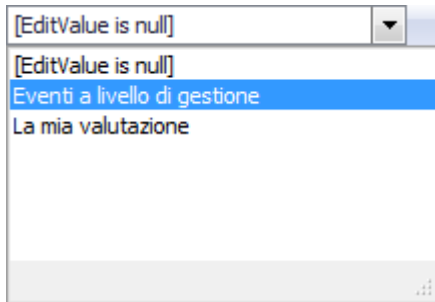 [EditValue is null]
[EditValue is null]
Eventi a livello di gestione
La mia valutazione